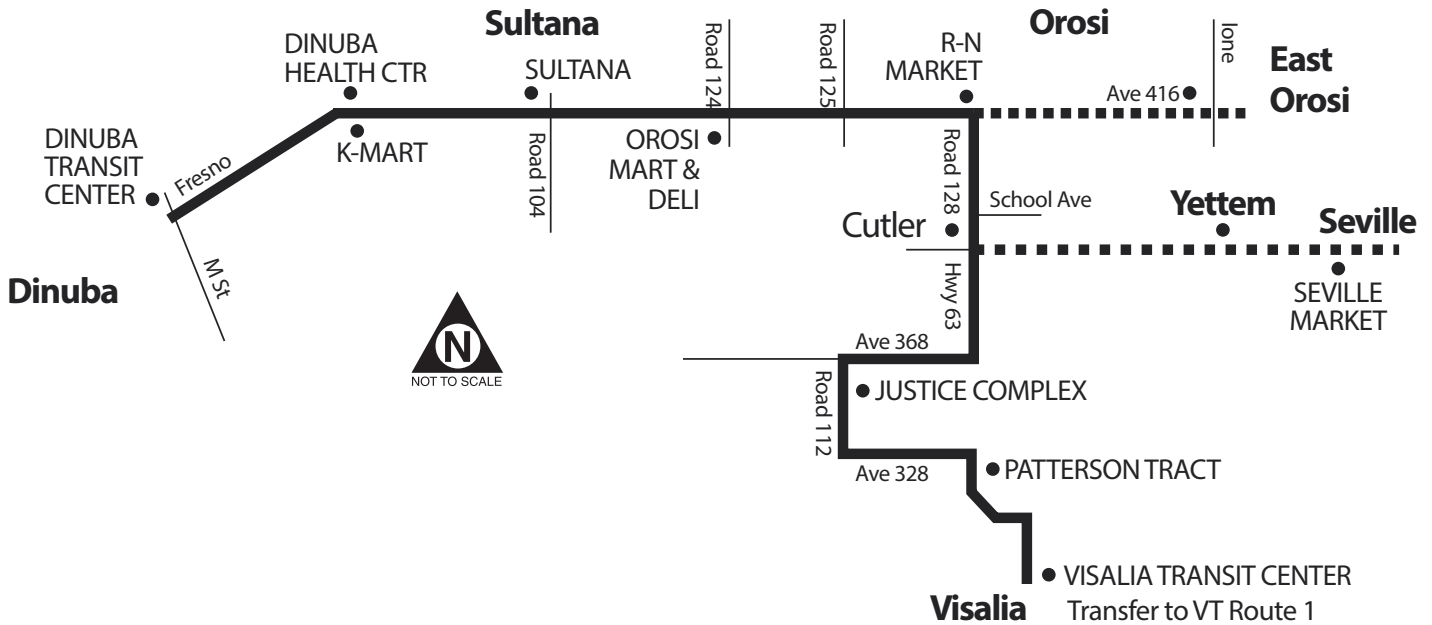 Sultana
Orosi
DINUBA
HEALTH CTR
SULTANA
Road 124
Road 125
R-N
MARKET
Ione
East
Orosi
Ave 416
DINUBA
TRANSIT
CENTER
Fresno
K-MART
Road 104
OROSI
MART &
DELI
Road 128
School Ave
Cutler
Yettem
Seville
Dinuba
M St
Hwy 63
SEVILLE
MARKET
N
NOT TO SCALE
Ave 368
Road 112
JUSTICE COMPLEX
Ave 328
PATTERSON TRACT
VISALIA TRANSIT CENTER
Visalia
Transfer to VT Route 1